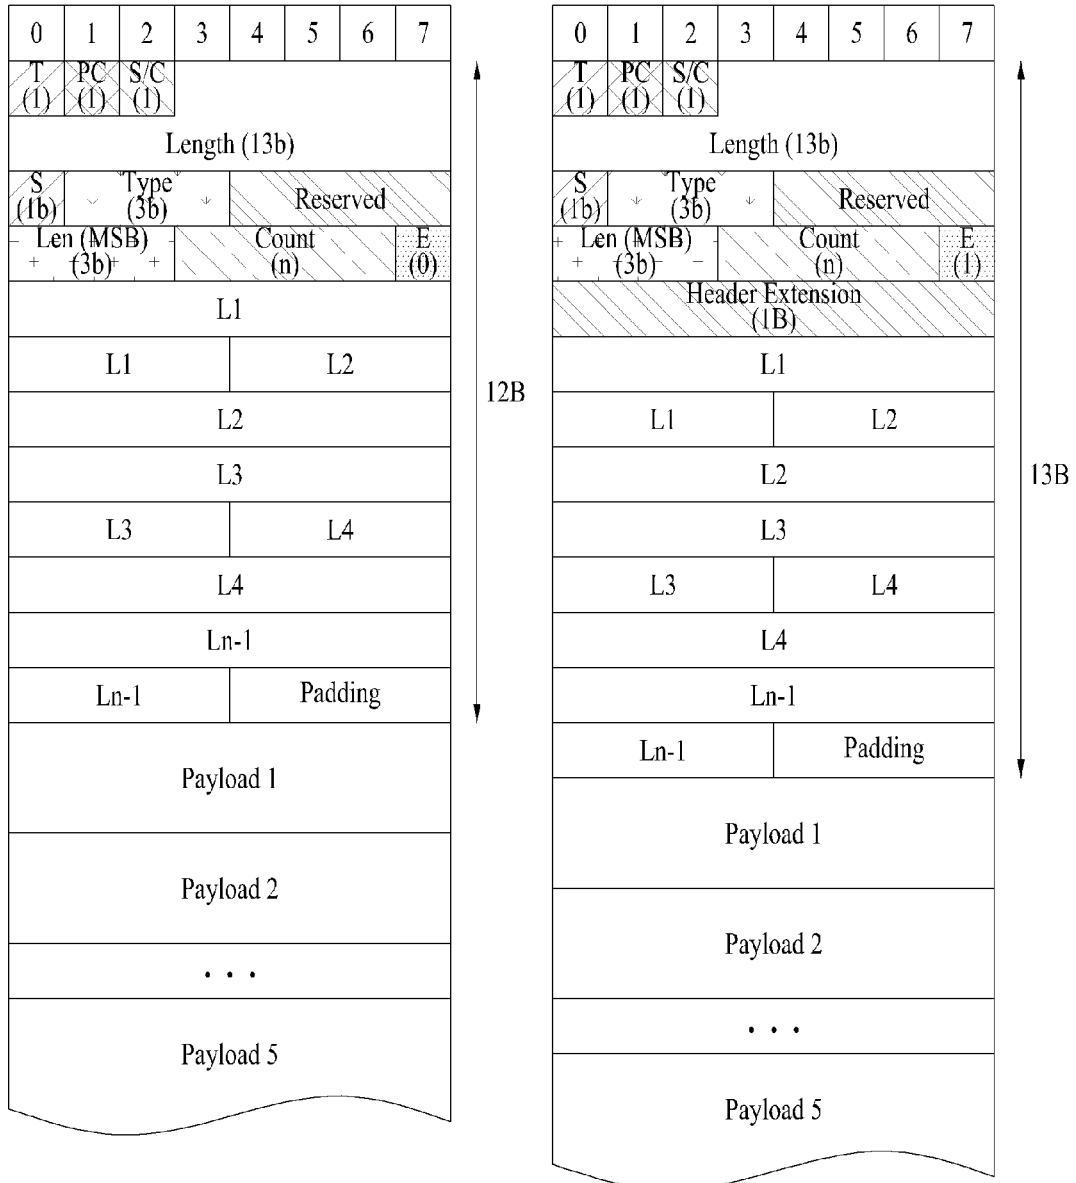 0 1 2 3 4 5 6 7
T PC S/C
(1) (1) (1)
Length (13b)
S Type Reserved
(1b) (3b)
Len (MSB) Count E
(3b) (n) (0)
L1
L1 L2
L2
L3
L3 L4
L4
Ln-1
Ln-1 Padding
Payload 1
Payload 2
...
Payload 5
12B
0 1 2 3 4 5 6 7
T PC S/C
(1) (1) (1)
Length (13b)
S Type Reserved
(1b) (3b)
Len (MSB) Count E
(3b) (n) (1)
Header Extension
(1B)
L1
L1 L2
L2
L3
L3 L4
L4
Ln-1
Ln-1 Padding
Payload 1
Payload 2
...
Payload 5
13B